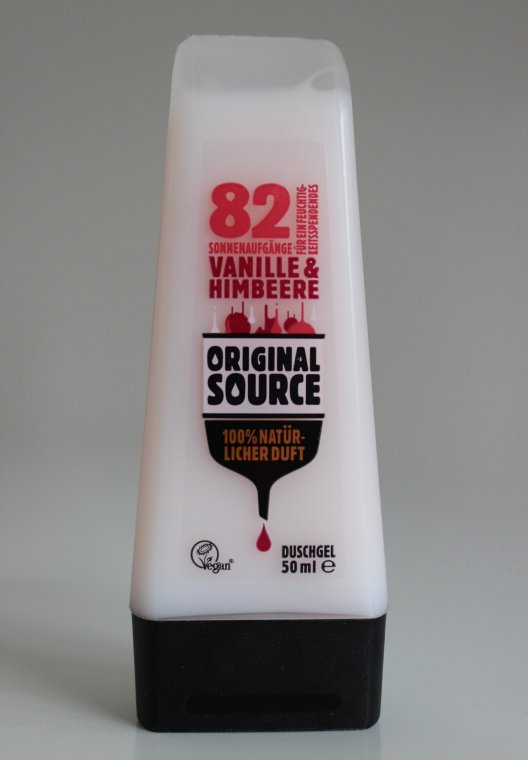 82
SONNENAUFGÄNGE*
FÜR EIN FEUCHTIG-
KEITSSPENDENDES
VANILLE &
HIMBEERE
ORIGINAL
SOURCE
100% NATÜR-
LICHER DUFT
Vegan®
DUSCHGEL
50 ml ℮